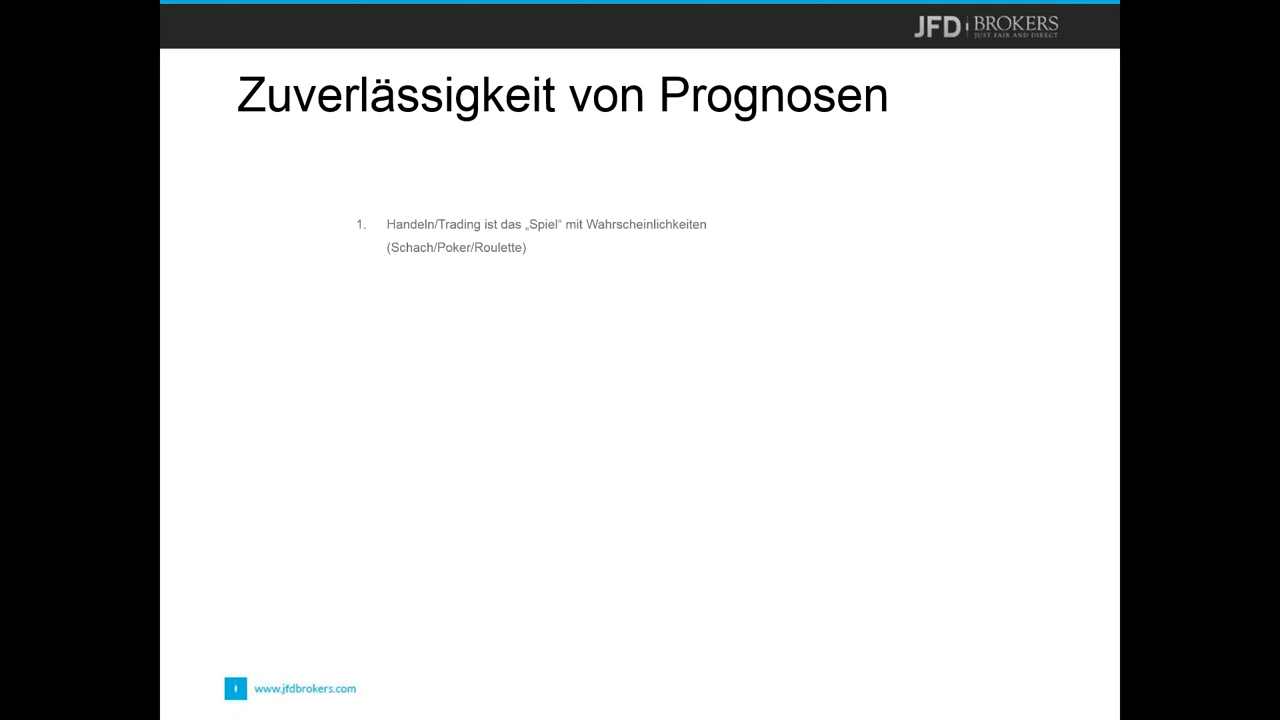 JFD BROKERS
JUST FAIR AND DIRECT
Zuverlässigkeit von Prognosen
1. Handeln/Trading ist das „Spiel“ mit Wahrscheinlichkeiten
(Schach/Poker/Roulette)
www.jfdbrokers.com